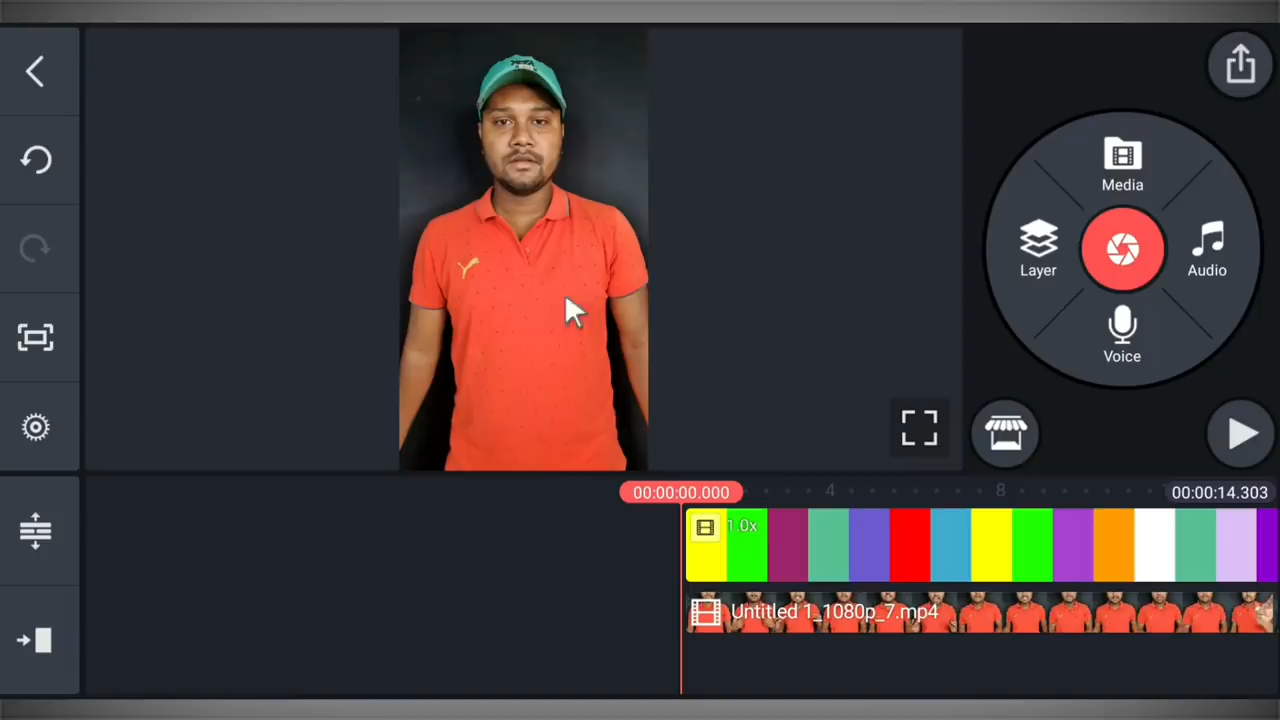 Media
Layer
Audio
Voice
00:00:00.000
4
8
00:00:14.303
1.0x
Untitled 1_1080p_7.mp4